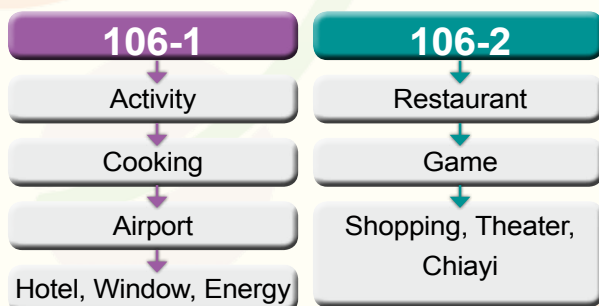 106-1
Activity
Cooking
Airport
Hotel, Window, Energy
106-2
Restaurant
Game
Shopping, Theater,
Chiayi